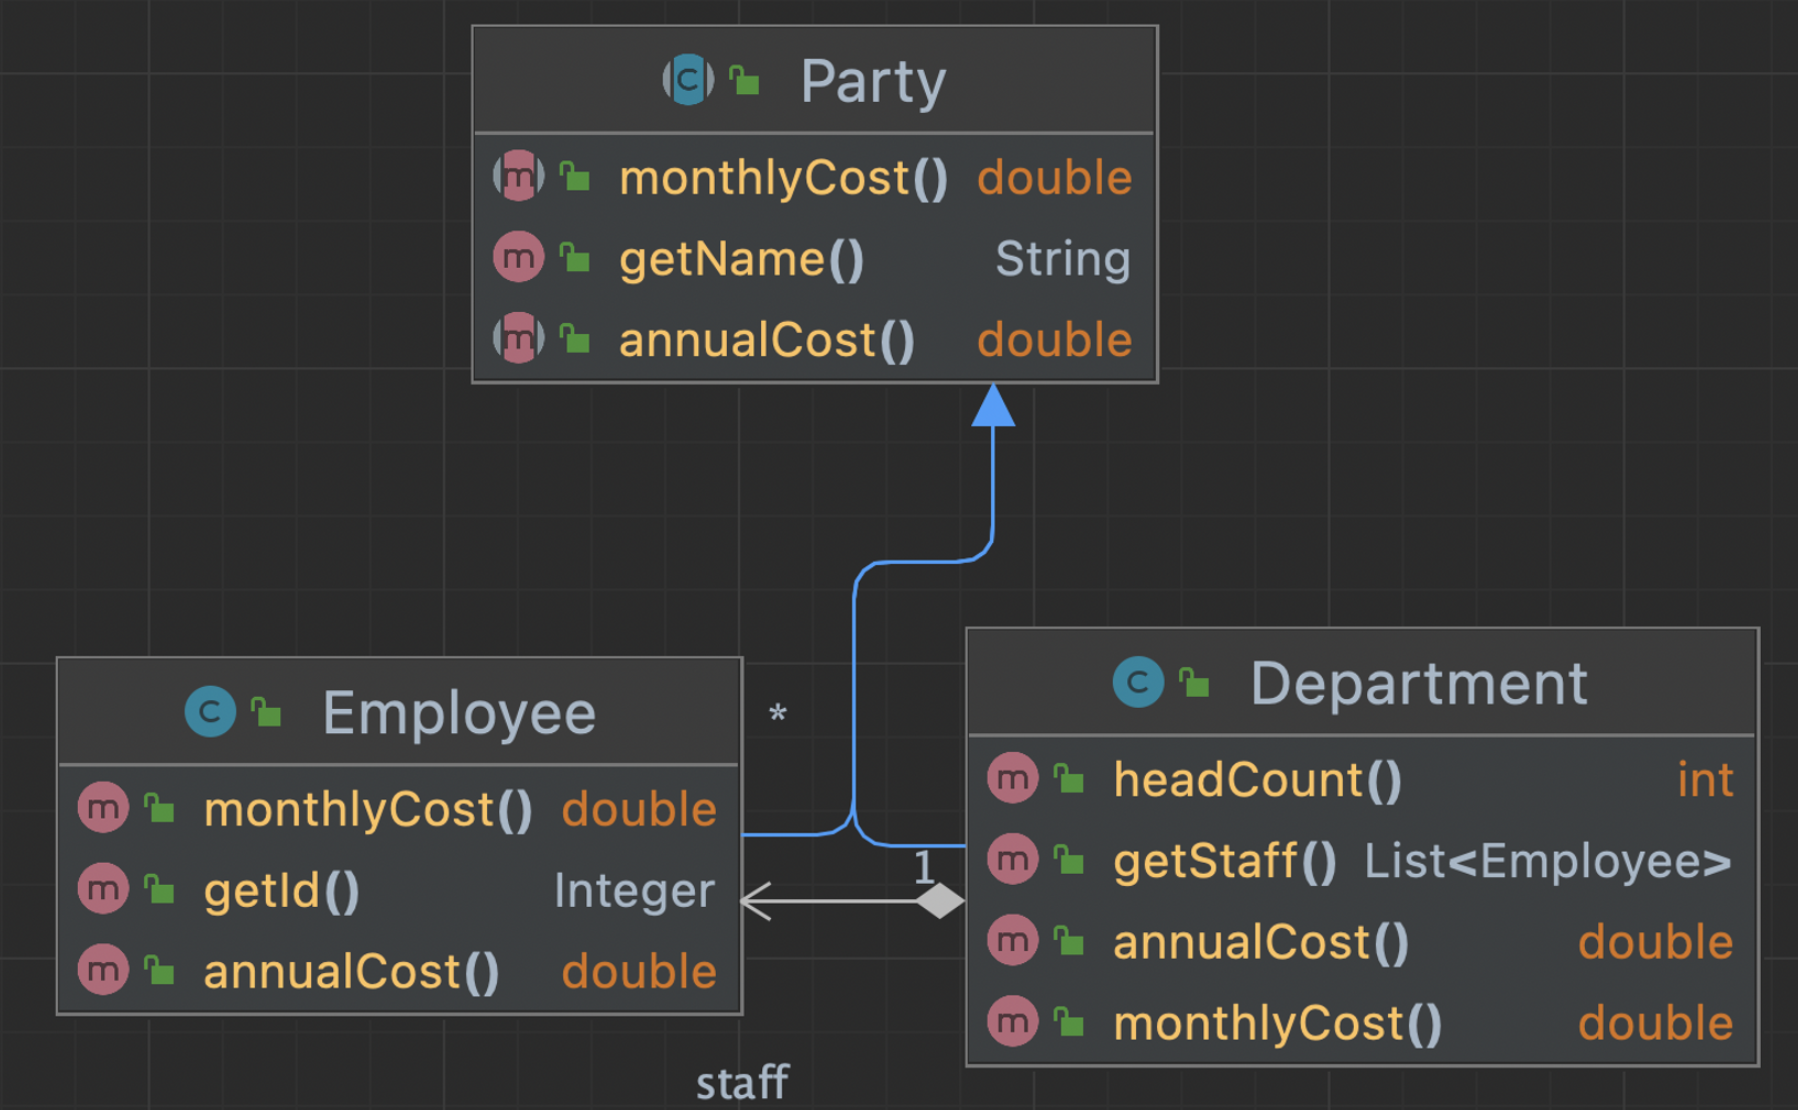 Party
monthlyCost() double
getName() String
annualCost() double
Employee
*
monthlyCost() double
getId() Integer
annualCost() double
1
Department
headCount() int
getStaff() List<Employee>
annualCost() double
monthlyCost() double
staff